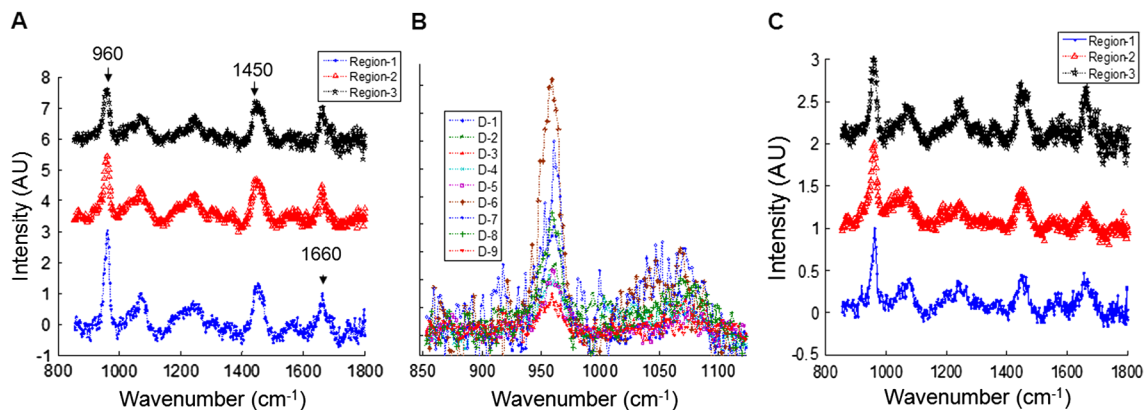 A
960
1450
1660
Region-1
Region-2
Region-3
8
7
6
5
4
3
2
1
0
-1
Intensity (AU)
800 1000 1200 1400 1600 1800
Wavenumber (cm-1)
B
D-1
D-2
D-3
D-4
D-5
D-6
D-7
D-8
D-9
850 900 950 1000 1050 1100
Wavenumber (cm-1)
C
Region-1
Region-2
Region-3
3
2.5
2
1.5
1
0.5
0
-0.5
Intensity (AU)
800 1000 1200 1400 1600 1800
Wavenumber (cm-1)